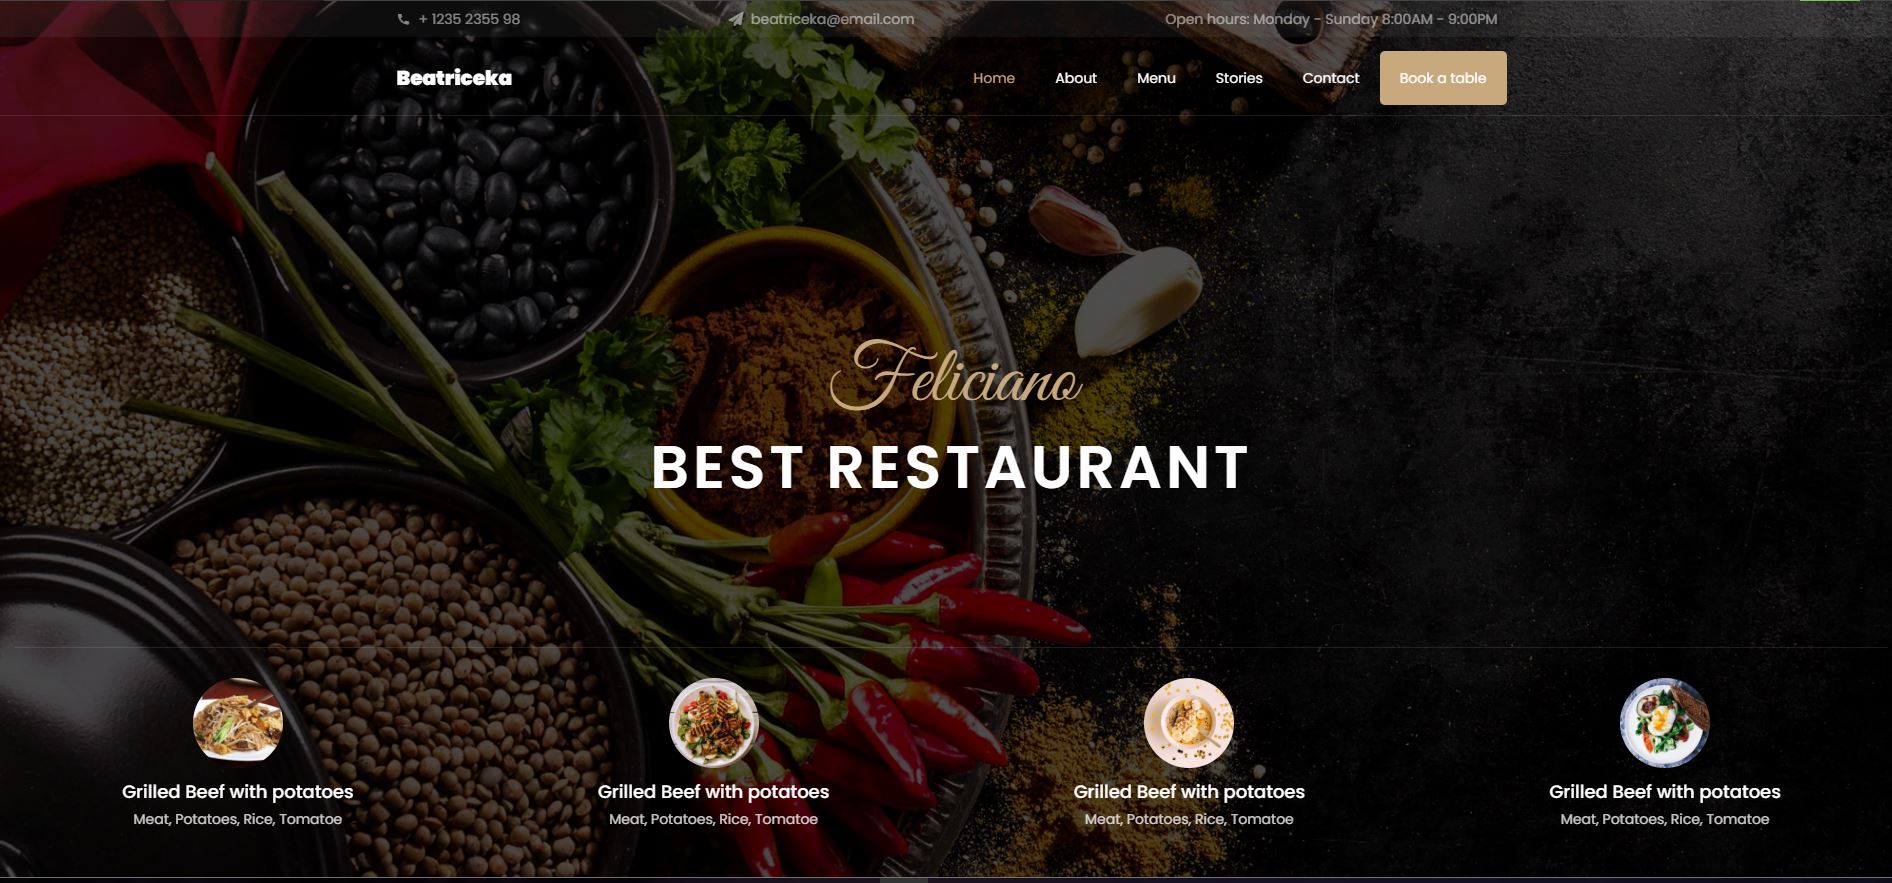 + 1235 2355 98
beatriceka@email.com
Open hours: Monday - Sunday 8:00AM - 9:00PM
Beatriceka
Home
About
Menu
Stories
Contact
Book a table
Feliciano
BEST RESTAURANT
Grilled Beef with potatoes
Meat, Potatoes, Rice, Tomatoe
Grilled Beef with potatoes
Meat, Potatoes, Rice, Tomatoe
Grilled Beef with potatoes
Meat, Potatoes, Rice, Tomatoe
Grilled Beef with potatoes
Meat, Potatoes, Rice, Tomatoe